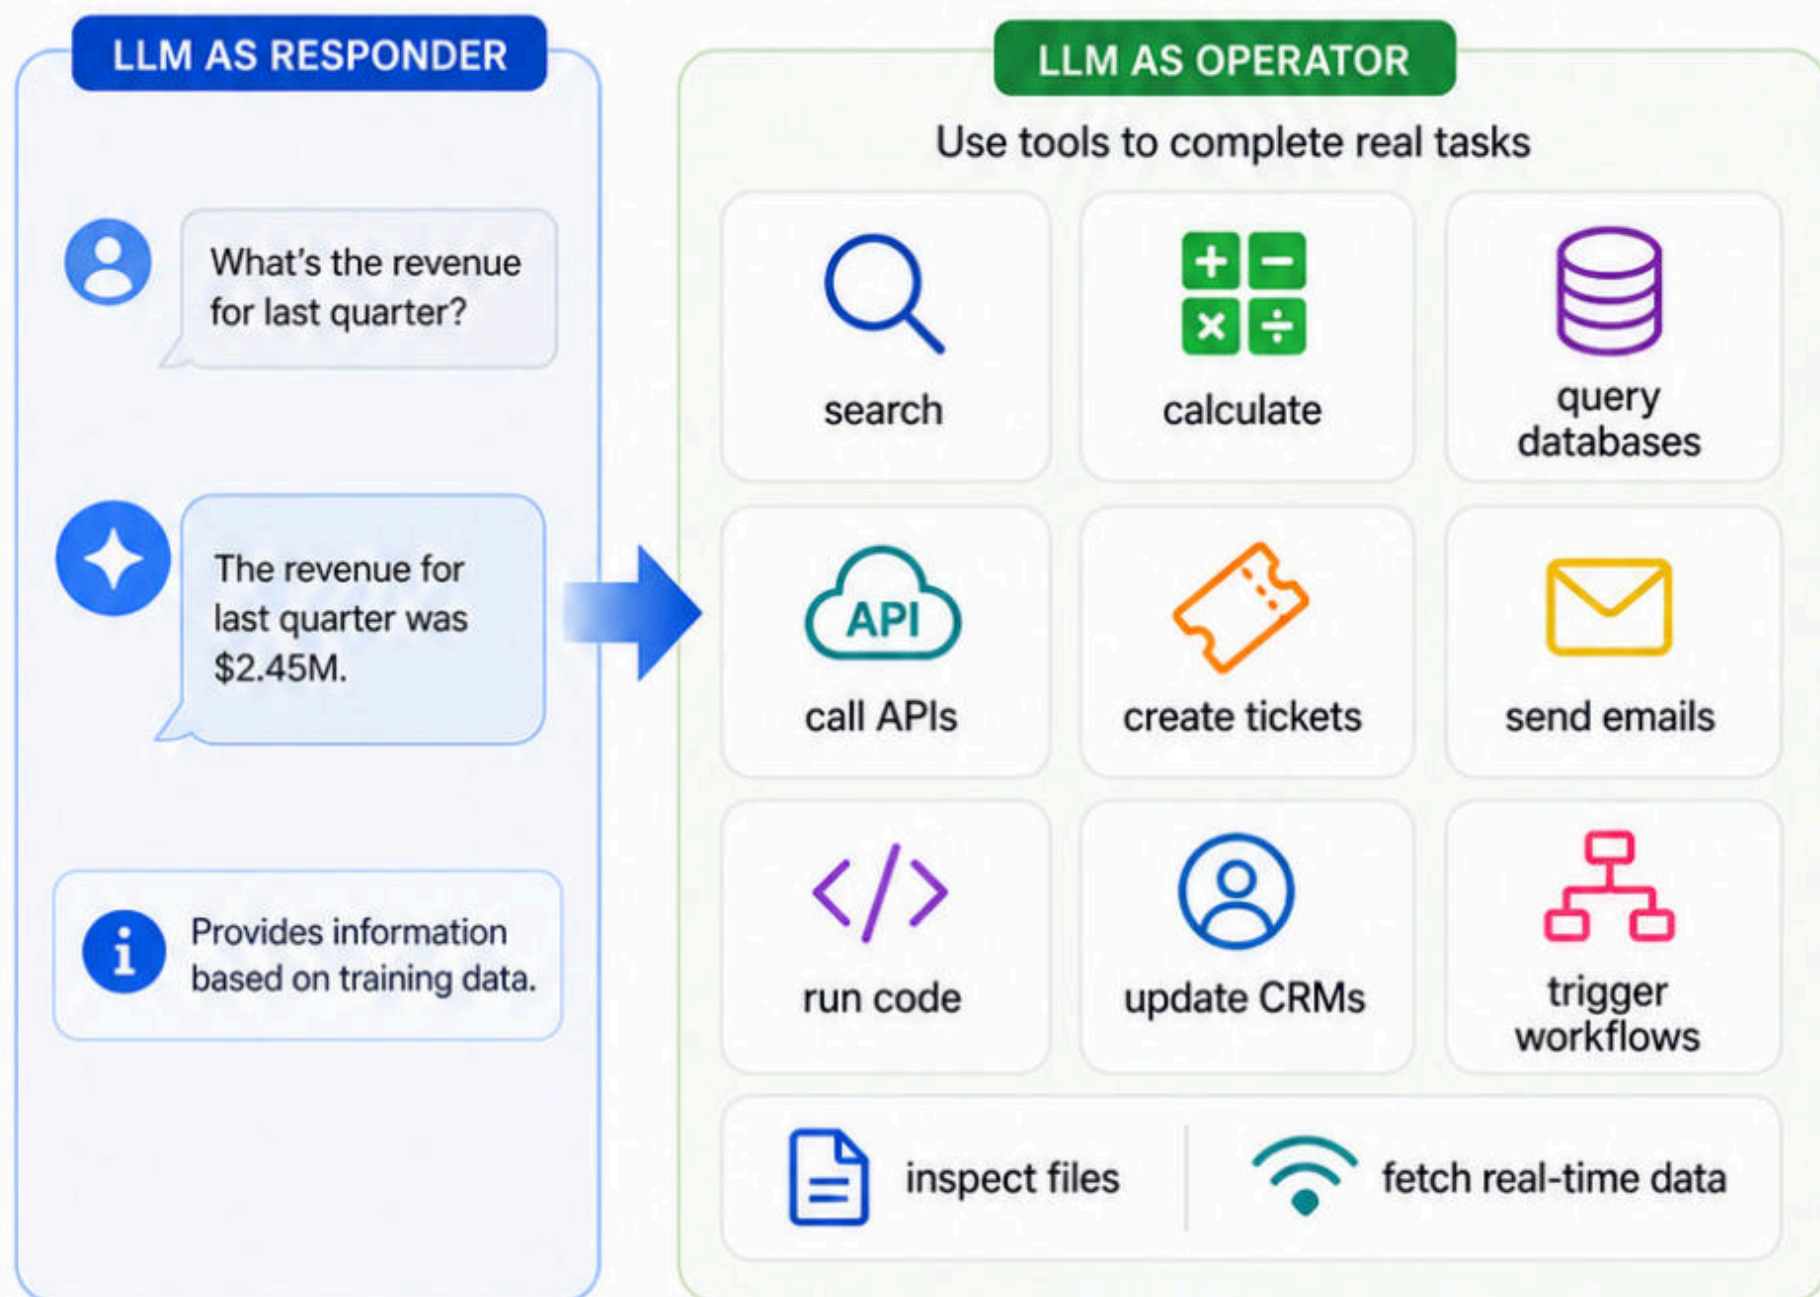 LLM AS RESPONDER
What's the revenue
for last quarter?
The revenue for
last quarter was
$2.45M.
Provides information
based on training data.
LLM AS OPERATOR
Use tools to complete real tasks
search
calculate
query
databases
API
call APIs
create tickets
send emails
run code
update CRMs
trigger
workflows
inspect files
fetch real-time data